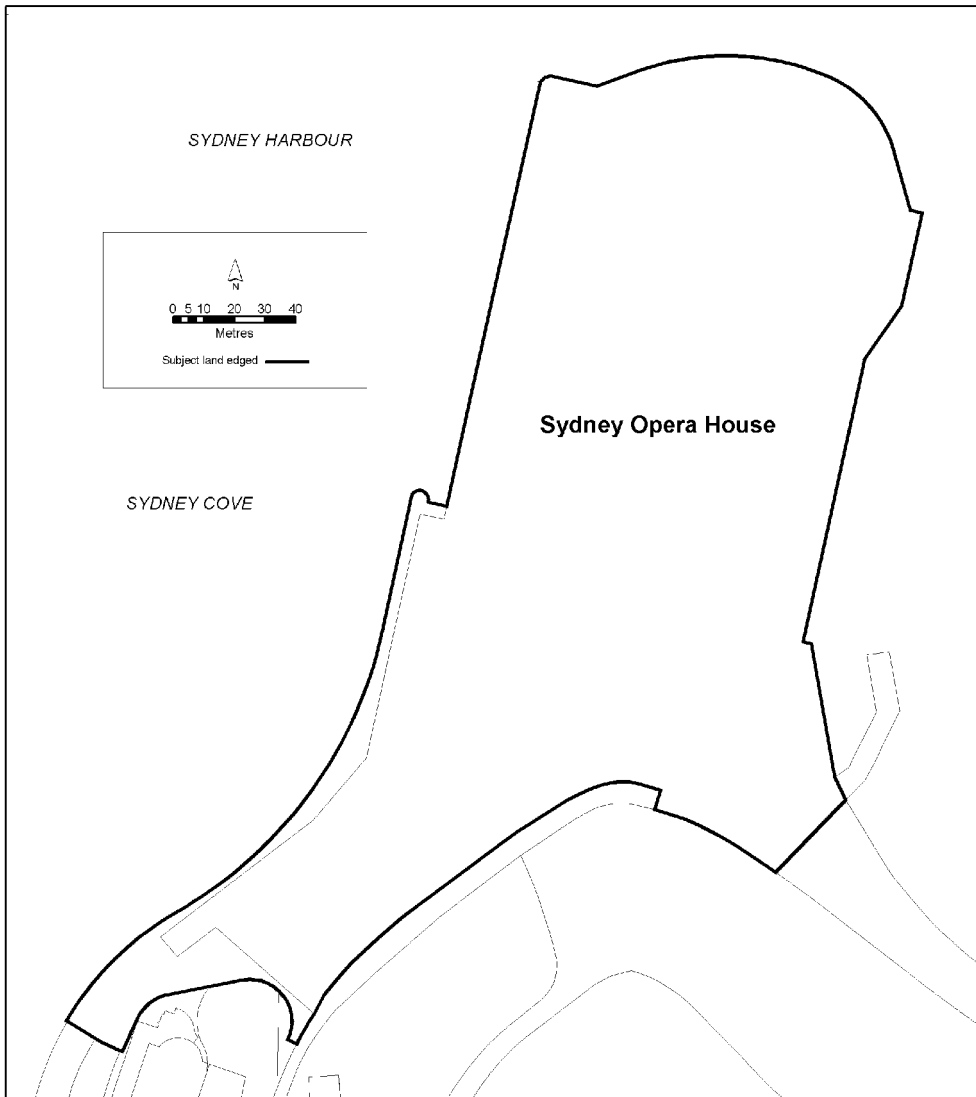 SYDNEY HARBOUR
N
0 5 10 20 30 40
Metres
Subject land edged
Sydney Opera House
SYDNEY COVE